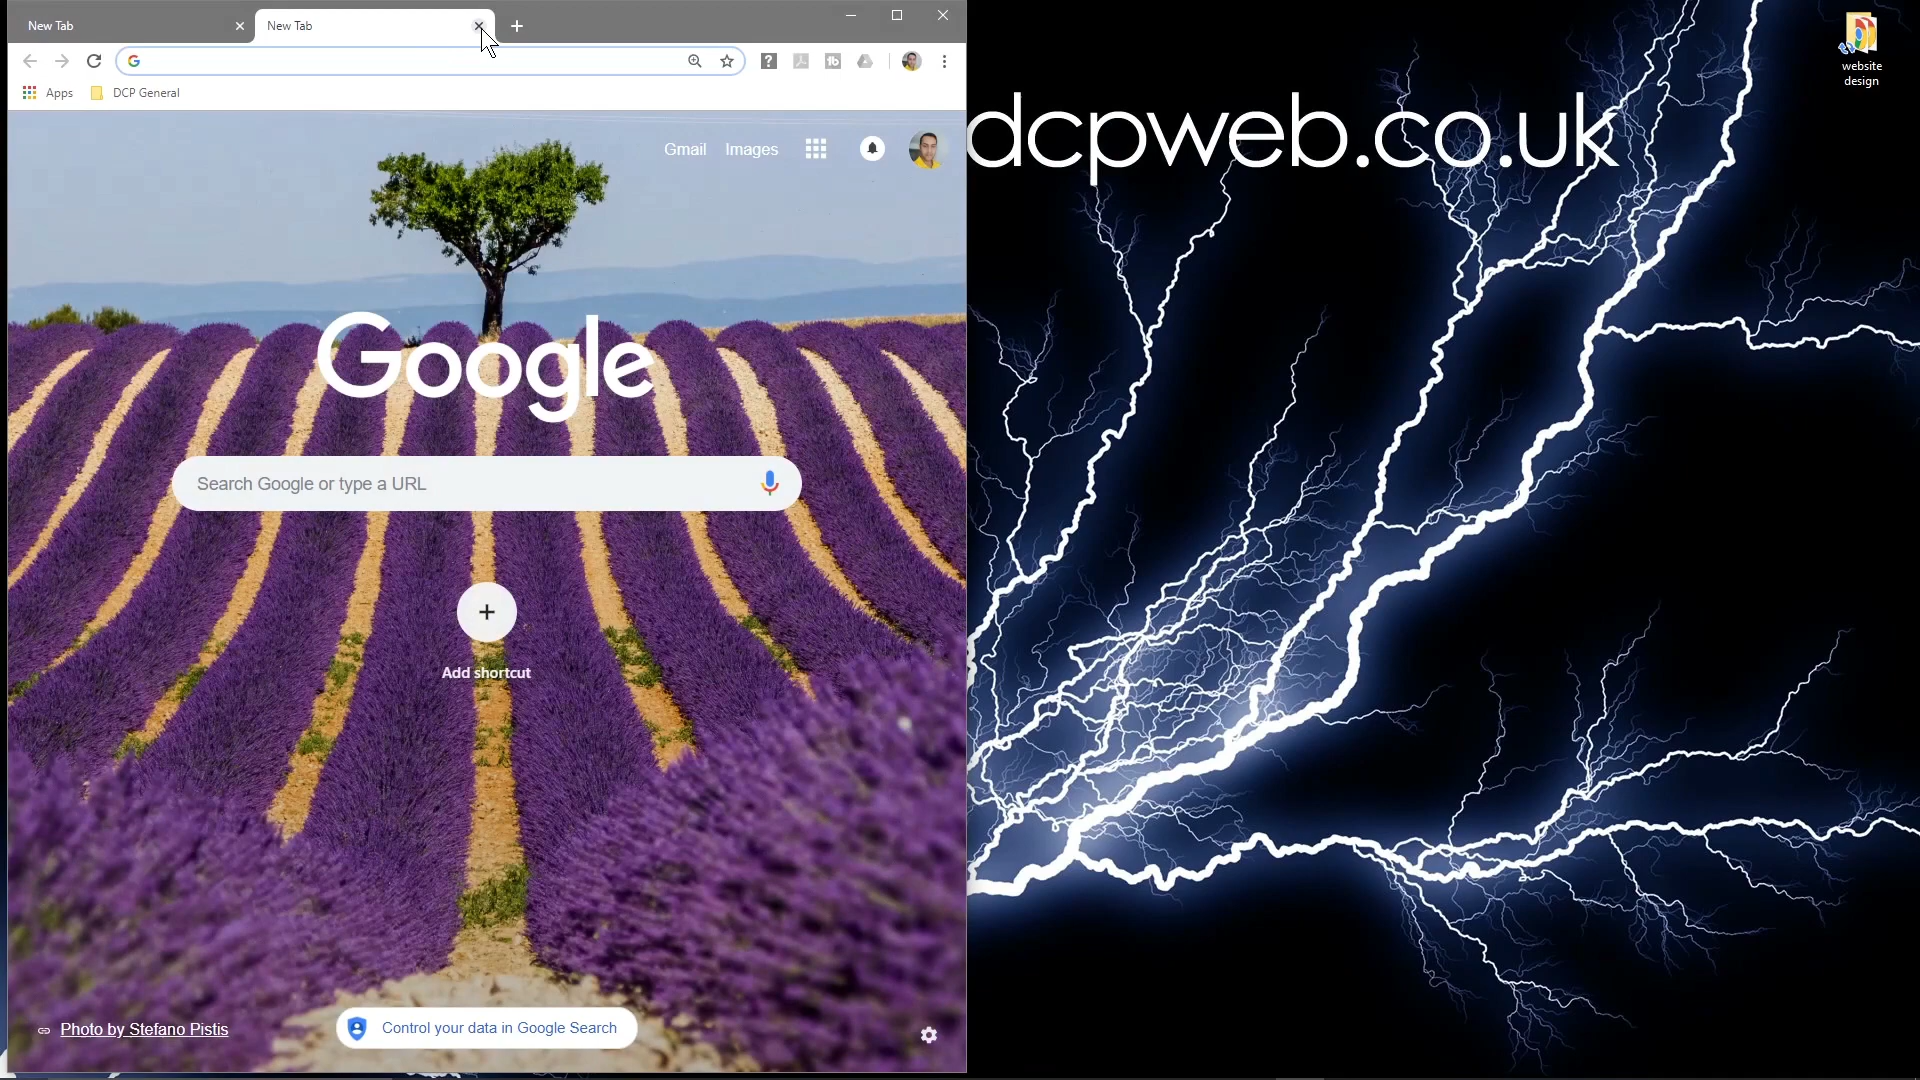 New Tab
New Tab
Apps
DCP General
Gmail
Images
Google
Search Google or type a URL
Add shortcut
Photo by Stefano Pistis
Control your data in Google Search
dcpweb.co.uk
website
design